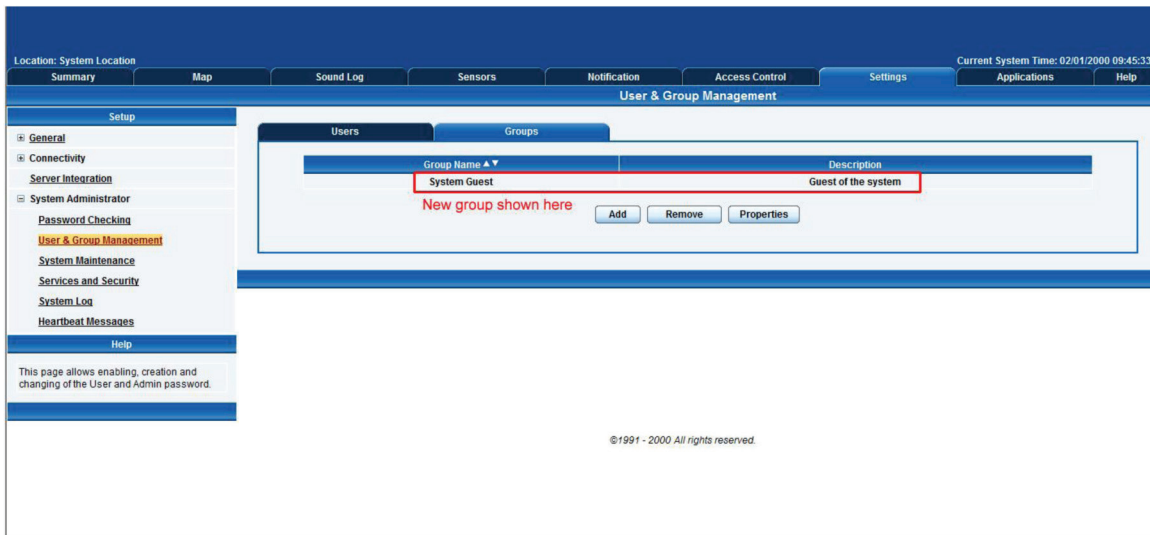 Location: System Location
Current System Time: 02/01/2000 09:45:33
Summary Map Sound Log Sensors Notification Access Control Settings Applications Help
User & Group Management
Setup
General
Connectivity
Server Integration
System Administrator
Password Checking
User & Group Management
System Maintenance
Services and Security
System Log
Heartbeat Messages
Help
This page allows enabling, creation and
changing of the User and Admin password.
Users Groups
Group Name ▲▼ Description
System Guest Guest of the system
New group shown here
Add Remove Properties
©1991 - 2000 All rights reserved.